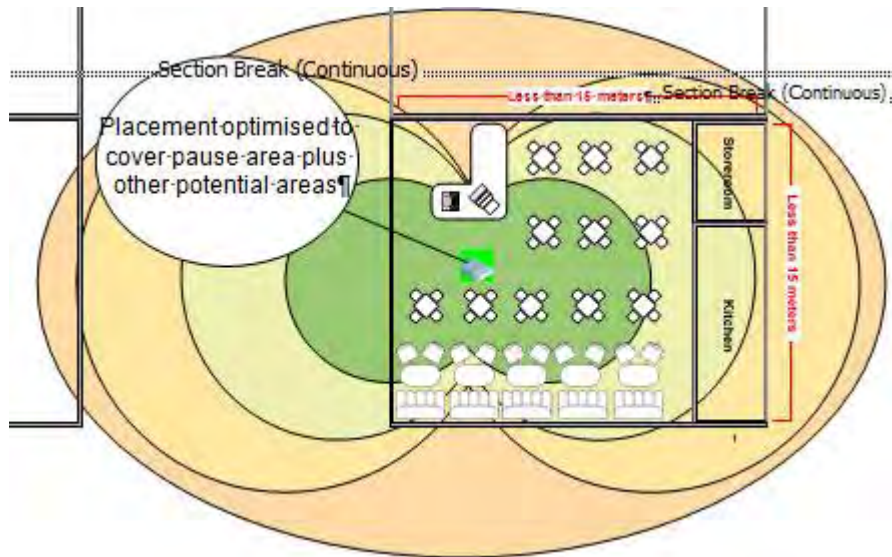 Section Break (Continuous)
Less than 15 meters¶
Section Break (Continuous)
Placement·optimised·to·
cover·pause·area·plus·
other·potential·areas¶
Storeroom
Less than 15 meters
Kitchen